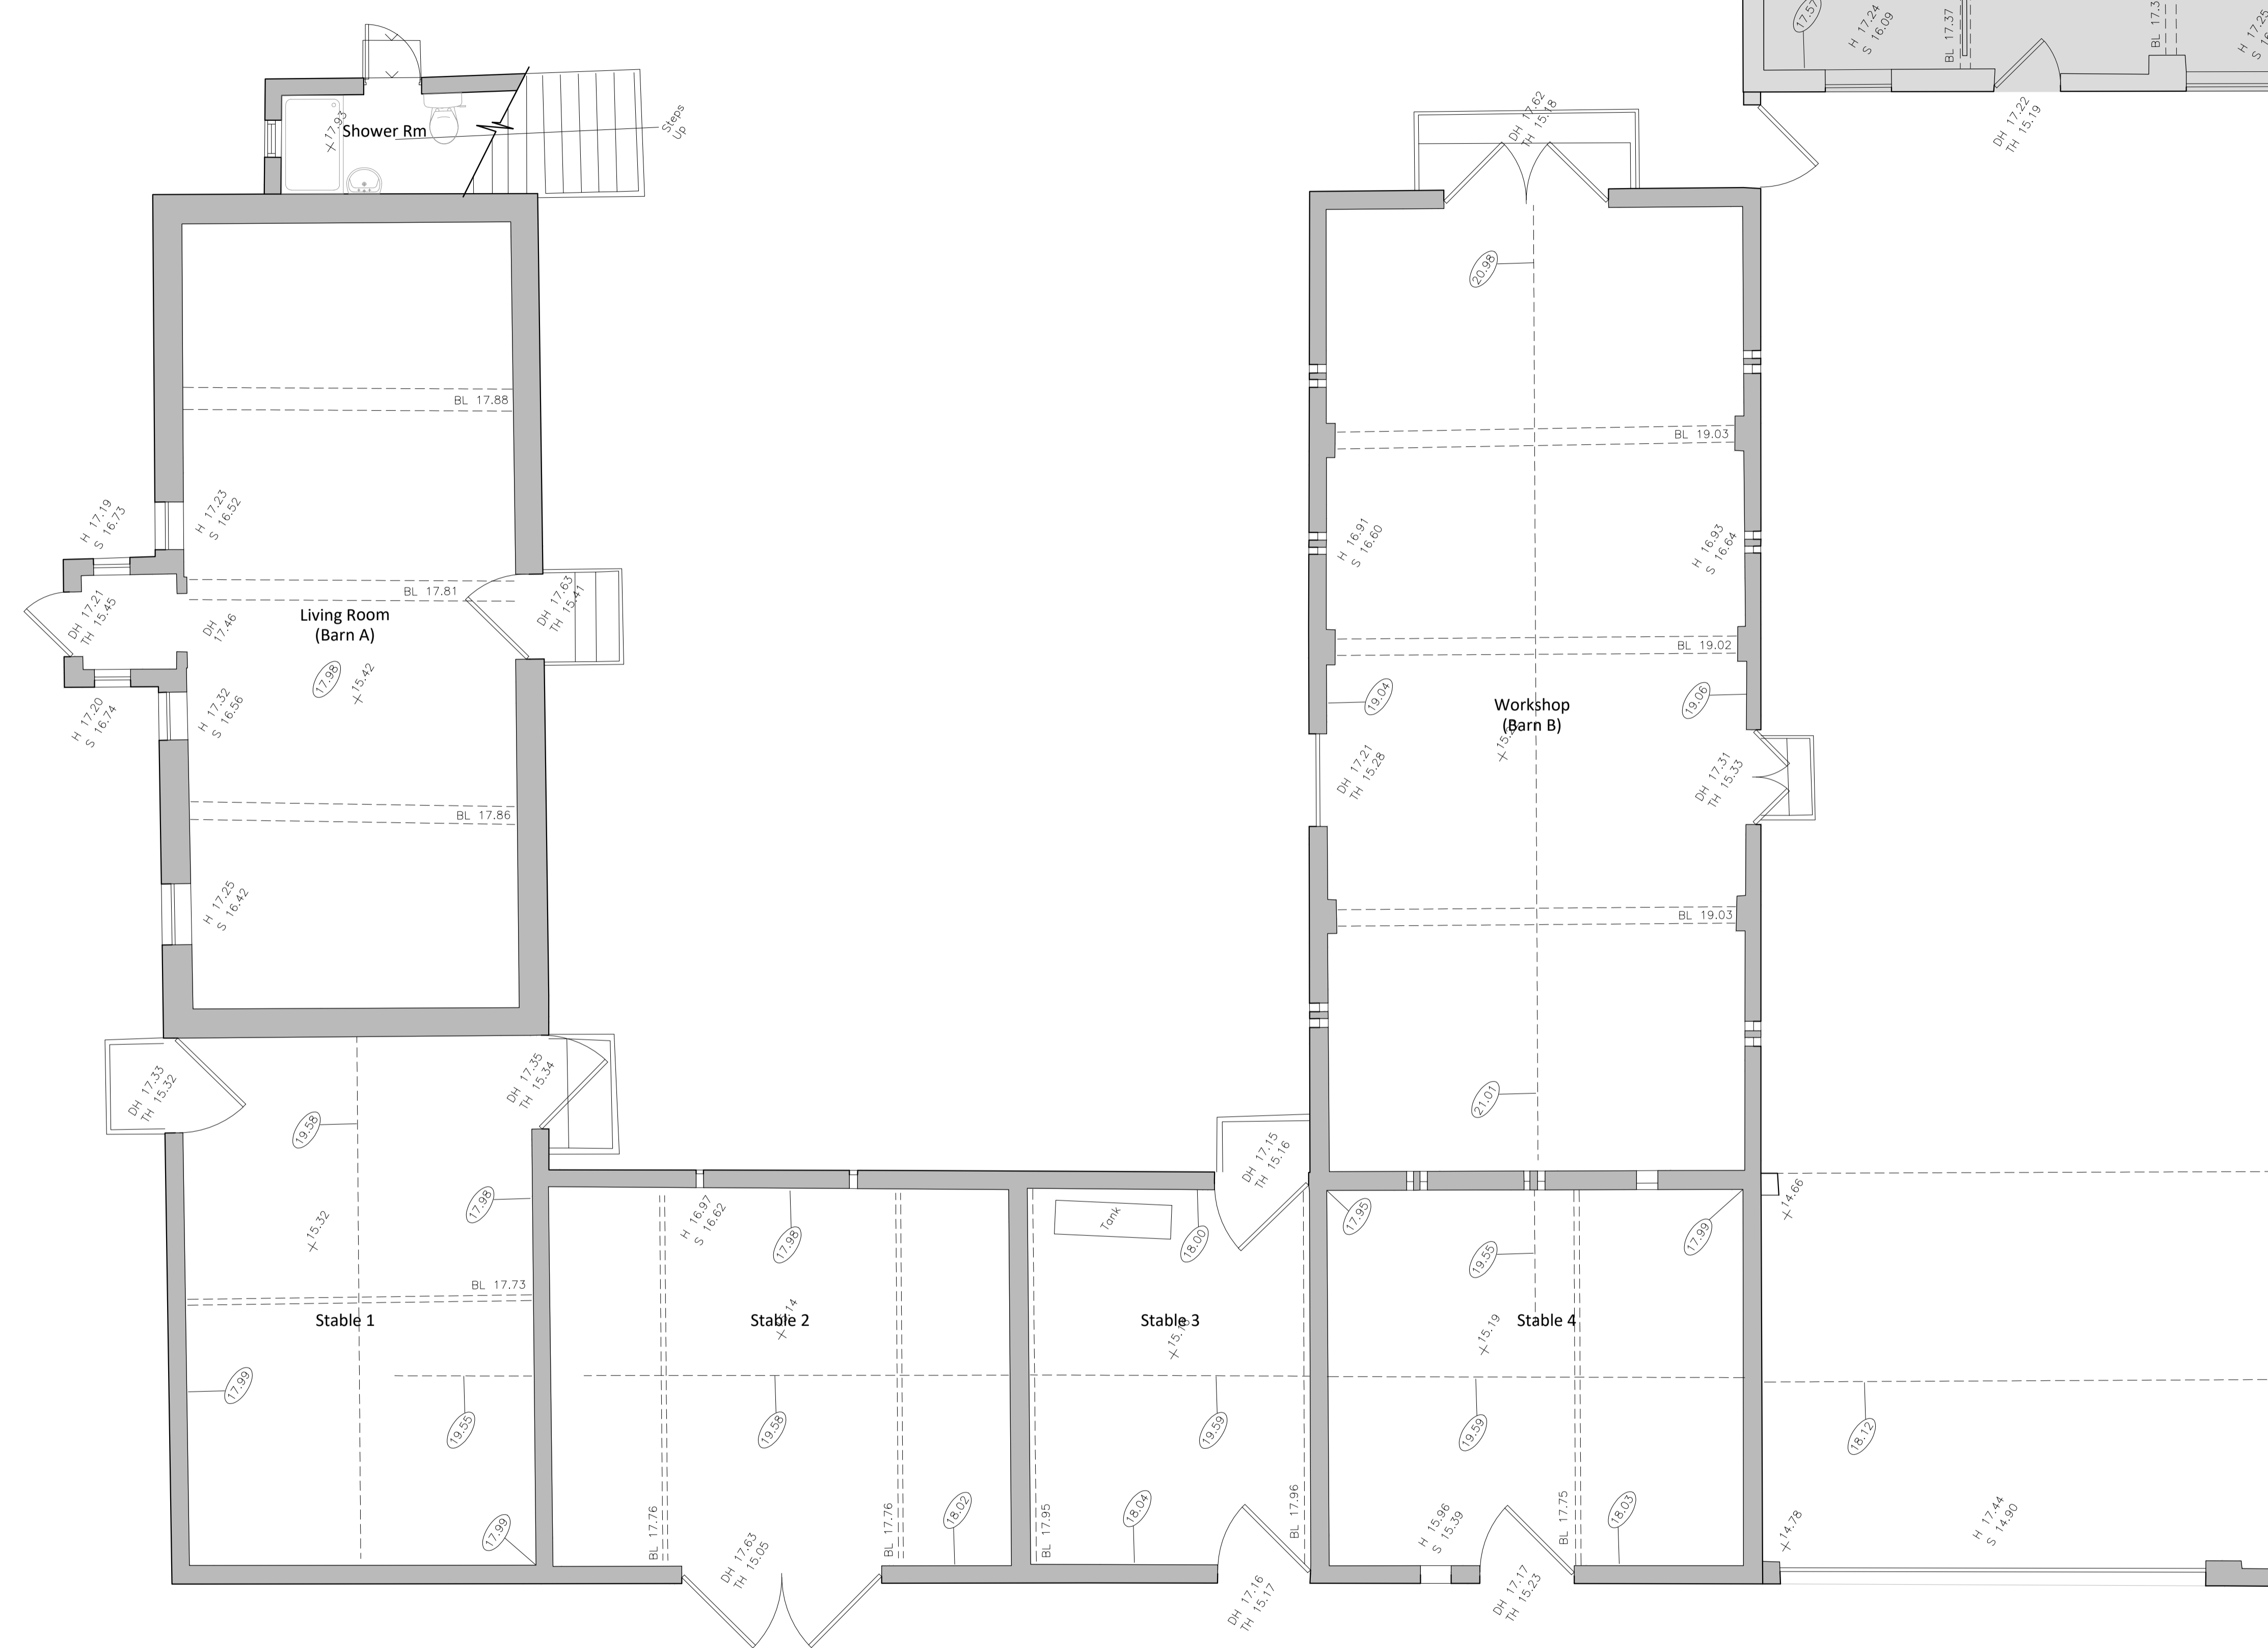 17.57
H 17.24
S 16.09
BL 17.37
DH 17.22
TH 15.19
17.93
Shower Rm
Steps
Up
DH 17.62
TH 15.18
20.98
BL 17.88
BL 19.03
H 17.19
S 16.73
H 17.23
S 16.52
H 16.91
S 16.60
H 16.93
S 16.64
DH 17.21
TH 15.45
DH
17.46
BL 17.81
Living Room
(Barn A)
DH 17.63
TH 15.41
17.98
15.42
BL 19.02
H 17.20
S 16.74
H 17.32
S 16.56
19.04
Workshop
(Barn B)
19.06
DH 17.21
TH 15.28
DH 17.31
TH 15.33
BL 17.86
H 17.25
S 16.42
BL 19.03
DH 17.33
TH 15.32
19.58
DH 17.35
TH 15.34
21.01
DH 17.15
TH 15.16
17.98
15.32
H 16.97
S 16.62
17.98
Tank
18.00
17.95
19.55
17.99
14.66
BL 17.73
Stable 1
Stable 2
Stable 3
Stable 4
15.19
17.99
19.55
19.58
19.59
19.59
18.12
17.99
BL 17.76
DH 17.63
TH 15.05
BL 17.76
18.02
BL 17.95
18.04
BL 17.96
H 15.96
S 15.39
BL 17.75
18.03
14.78
H 17.44
S 14.90
DH 17.16
TH 15.17
DH 17.17
TH 15.23